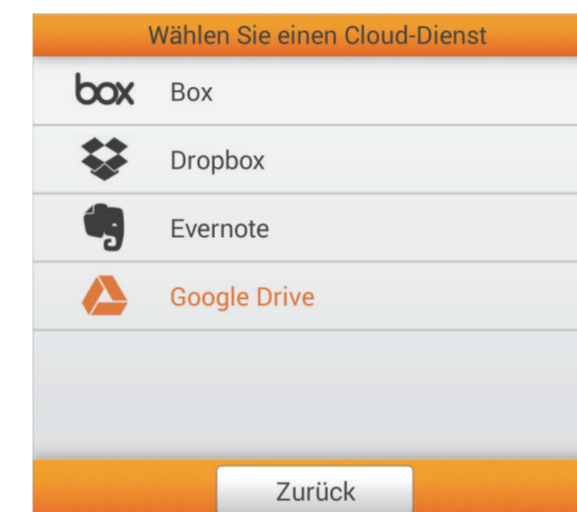 Wählen Sie einen Cloud-Dienst
box Box
Dropbox
Evernote
Google Drive
Zurück